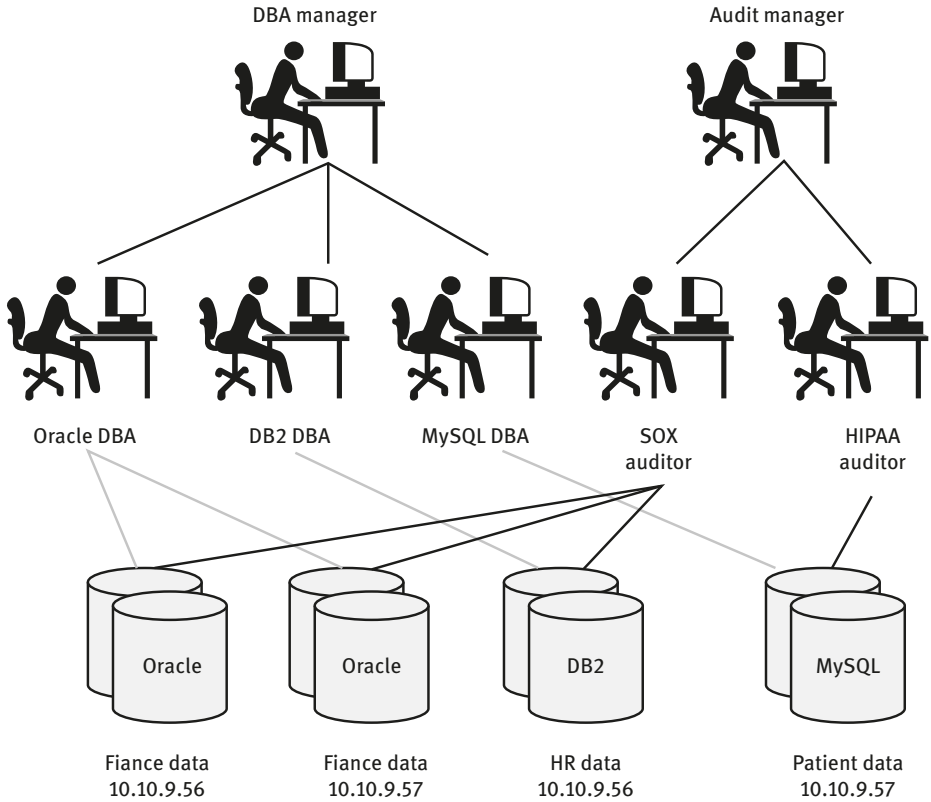 DBA manager
Audit manager
Oracle DBA
DB2 DBA
MySQL DBA
SOX
auditor
HIPAA
auditor
Oracle
Oracle
DB2
MySQL
Fiance data
10.10.9.56
Fiance data
10.10.9.57
HR data
10.10.9.56
Patient data
10.10.9.57